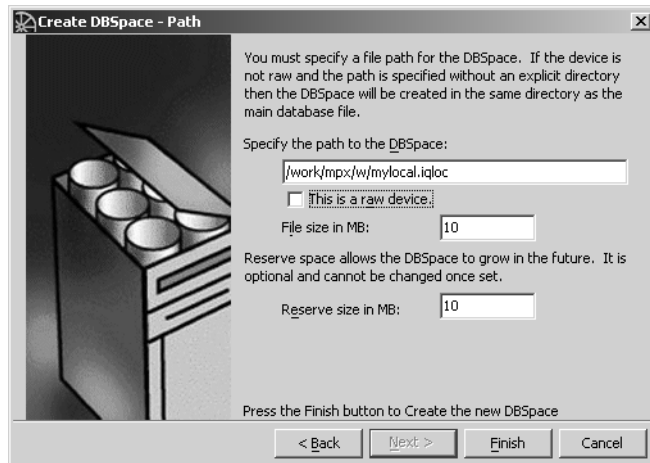 Create DBSpace - Path
You must specify a file path for the DBSpace. If the device is
not raw and the path is specified without an explicit directory
then the DBSpace will be created in the same directory as the
main database file.
Specify the path to the DBSpace:
/work/mpx/w/mylocal.iqloc
This is a raw device.
File size in MB: 10
Reserve space allows the DBSpace to grow in the future. It is
optional and cannot be changed once set.
Reserve size in MB: 10
Press the Finish button to Create the new DBSpace
< Back Next > Finish Cancel